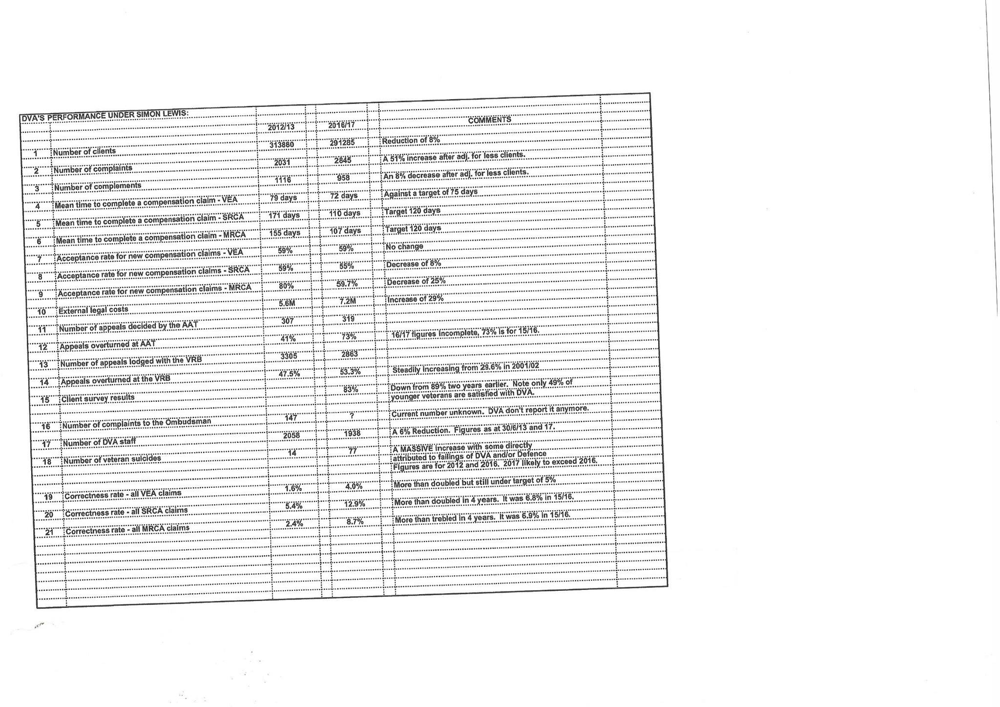 DVA'S PERFORMANCE UNDER SIMON LEWIS:
2012/13 2016/17 COMMENTS
1 Number of clients 313880 291285 Reduction of 8%
2 Number of complaints 2031 2845 A 51% increase after adj. for less clients.
3 Number of complements 1116 958 An 8% decrease after adj. for less clients.
4 Mean time to complete a compensation claim - VEA 79 days 72 days Against a target of 75 days
5 Mean time to complete a compensation claim - SRCA 171 days 110 days Target 120 days
6 Mean time to complete a compensation claim - MRCA 155 days 107 days Target 120 days
7 Acceptance rate for new compensation claims - VEA 59% 59% No change
8 Acceptance rate for new compensation claims - SRCA 59% 55% Decrease of 8%
9 Acceptance rate for new compensation claims - MRCA 80% 59.7% Decrease of 25%
10 External legal costs 5.6M 7.2M Increase of 29%
11 Number of appeals decided by the AAT 307 319
12 Appeals overturned at AAT 41% 73% 16/17 figures incomplete, 73% is for 15/16.
13 Number of appeals lodged with the VRB 3305 2863
14 Appeals overturned at the VRB 47.5% 53.3% Steadily increasing from 29.6% in 2001/02
15 Client survey results 83% Down from 89% two years earlier. Note only 49% of
younger veterans are satisfied with DVA.
16 Number of complaints to the Ombudsman 147 ? Current number unknown. DVA don't report it anymore.
17 Number of DVA staff 2058 1938 A 6% Reduction. Figures as at 30/6/13 and 17.
18 Number of veteran suicides 14 77 A MASSIVE increase with some directly
attributed to failings of DVA and/or Defence
Figures are for 2012 and 2016. 2017 likely to exceed 2016.
19 Correctness rate - all VEA claims 1.6% 4.0% More than doubled but still under target of 5%
20 Correctness rate - all SRCA claims 5.4% 12.9% More than doubled in 4 years. It was 6.8% in 15/16.
21 Correctness rate - all MRCA claims 2.4% 8.7% More than trebled in 4 years. It was 6.9% in 15/16.